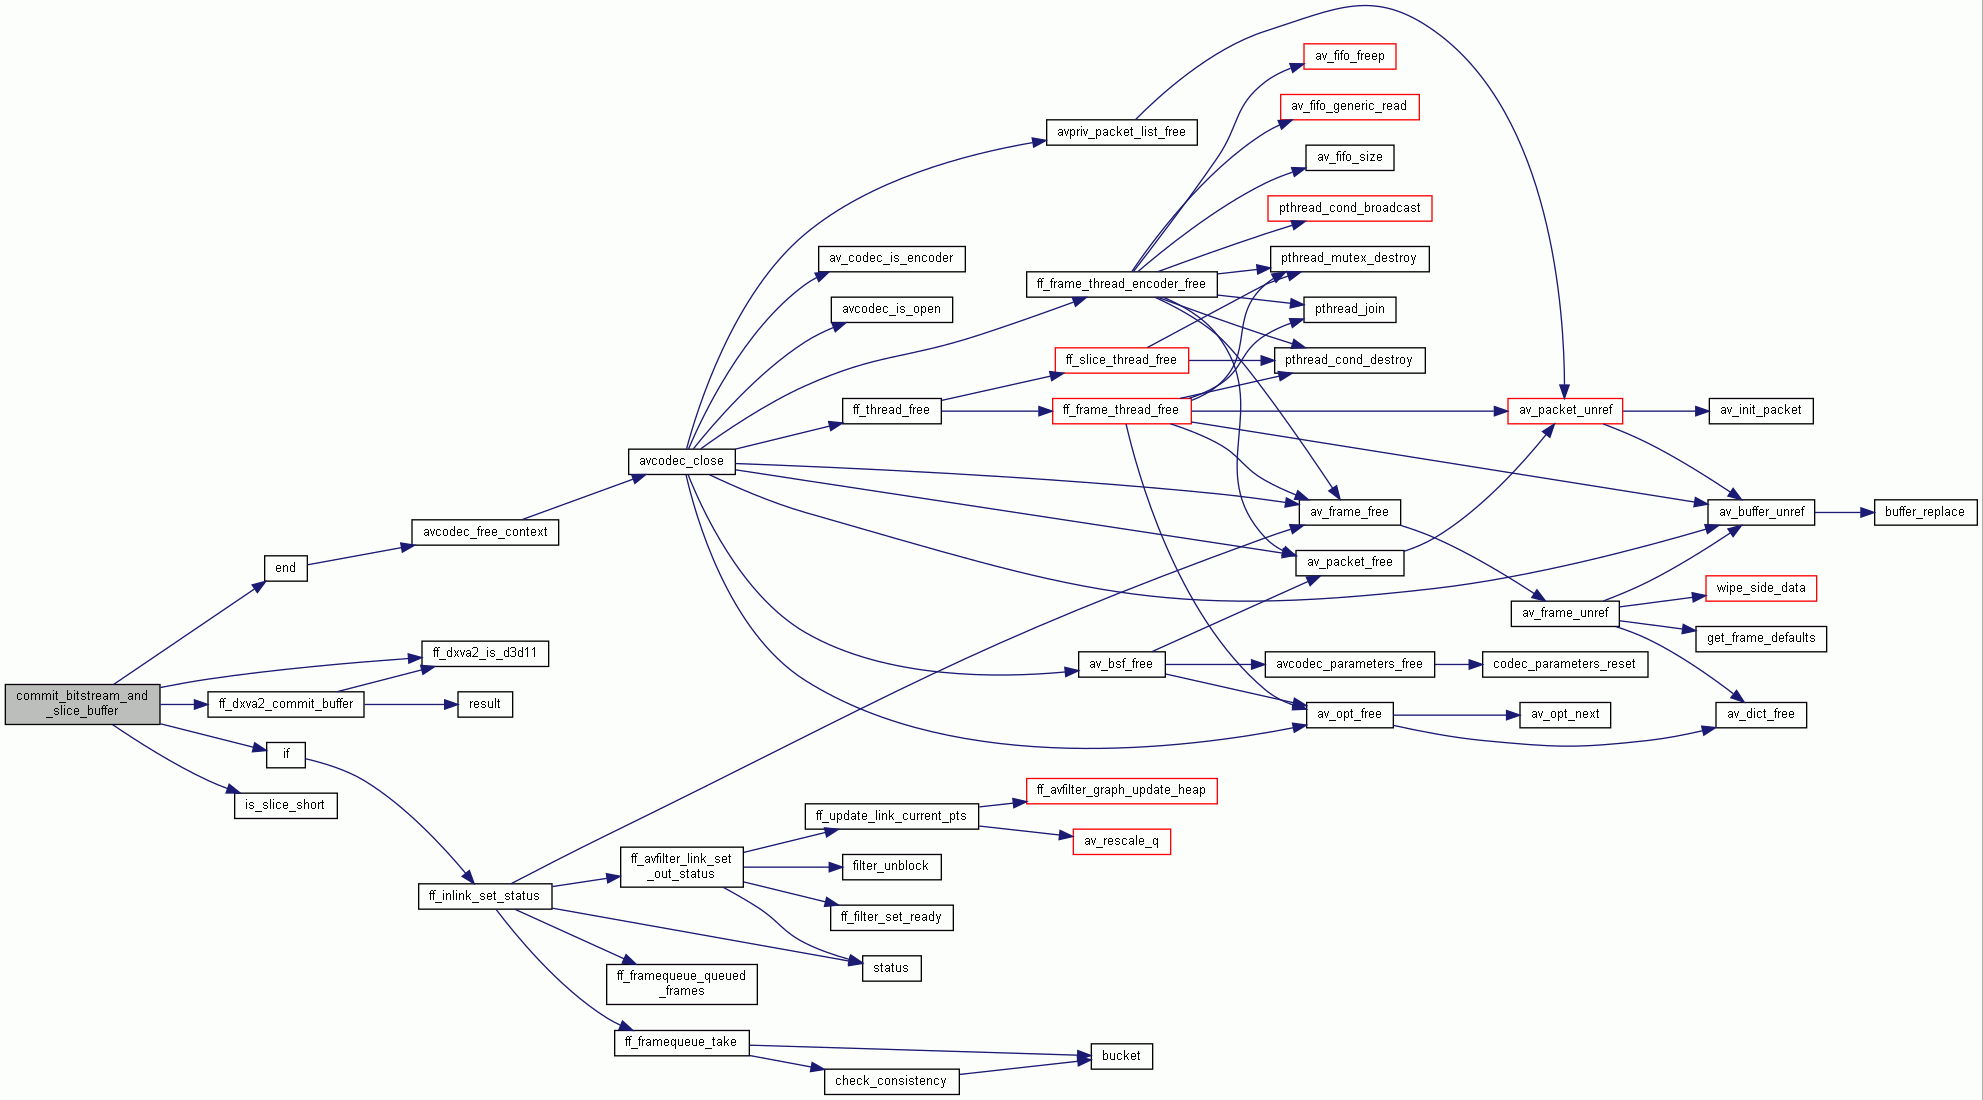 av_fifo_freep
av_fifo_generic_read
avpriv_packet_list_free
av_fifo_size
pthread_cond_broadcast
av_codec_is_encoder
pthread_mutex_destroy
ff_frame_thread_encoder_free
avcodec_is_open
pthread_join
ff_slice_thread_free
pthread_cond_destroy
ff_thread_free
ff_frame_thread_free
av_packet_unref
av_init_packet
avcodec_close
av_frame_free
av_buffer_unref
buffer_replace
avcodec_free_context
end
av_packet_free
wipe_side_data
av_frame_unref
get_frame_defaults
ff_dxva2_is_d3d11
av_bsf_free
avcodec_parameters_free
codec_parameters_reset
commit_bitstream_and
_slice_buffer
ff_dxva2_commit_buffer
result
av_opt_free
av_opt_next
av_dict_free
if
is_slice_short
ff_avfilter_graph_update_heap
ff_update_link_current_pts
av_rescale_q
ff_avfilter_link_set
_out_status
filter_unblock
ff_inlink_set_status
ff_filter_set_ready
status
ff_framequeue_queued
_frames
ff_framequeue_take
bucket
check_consistency